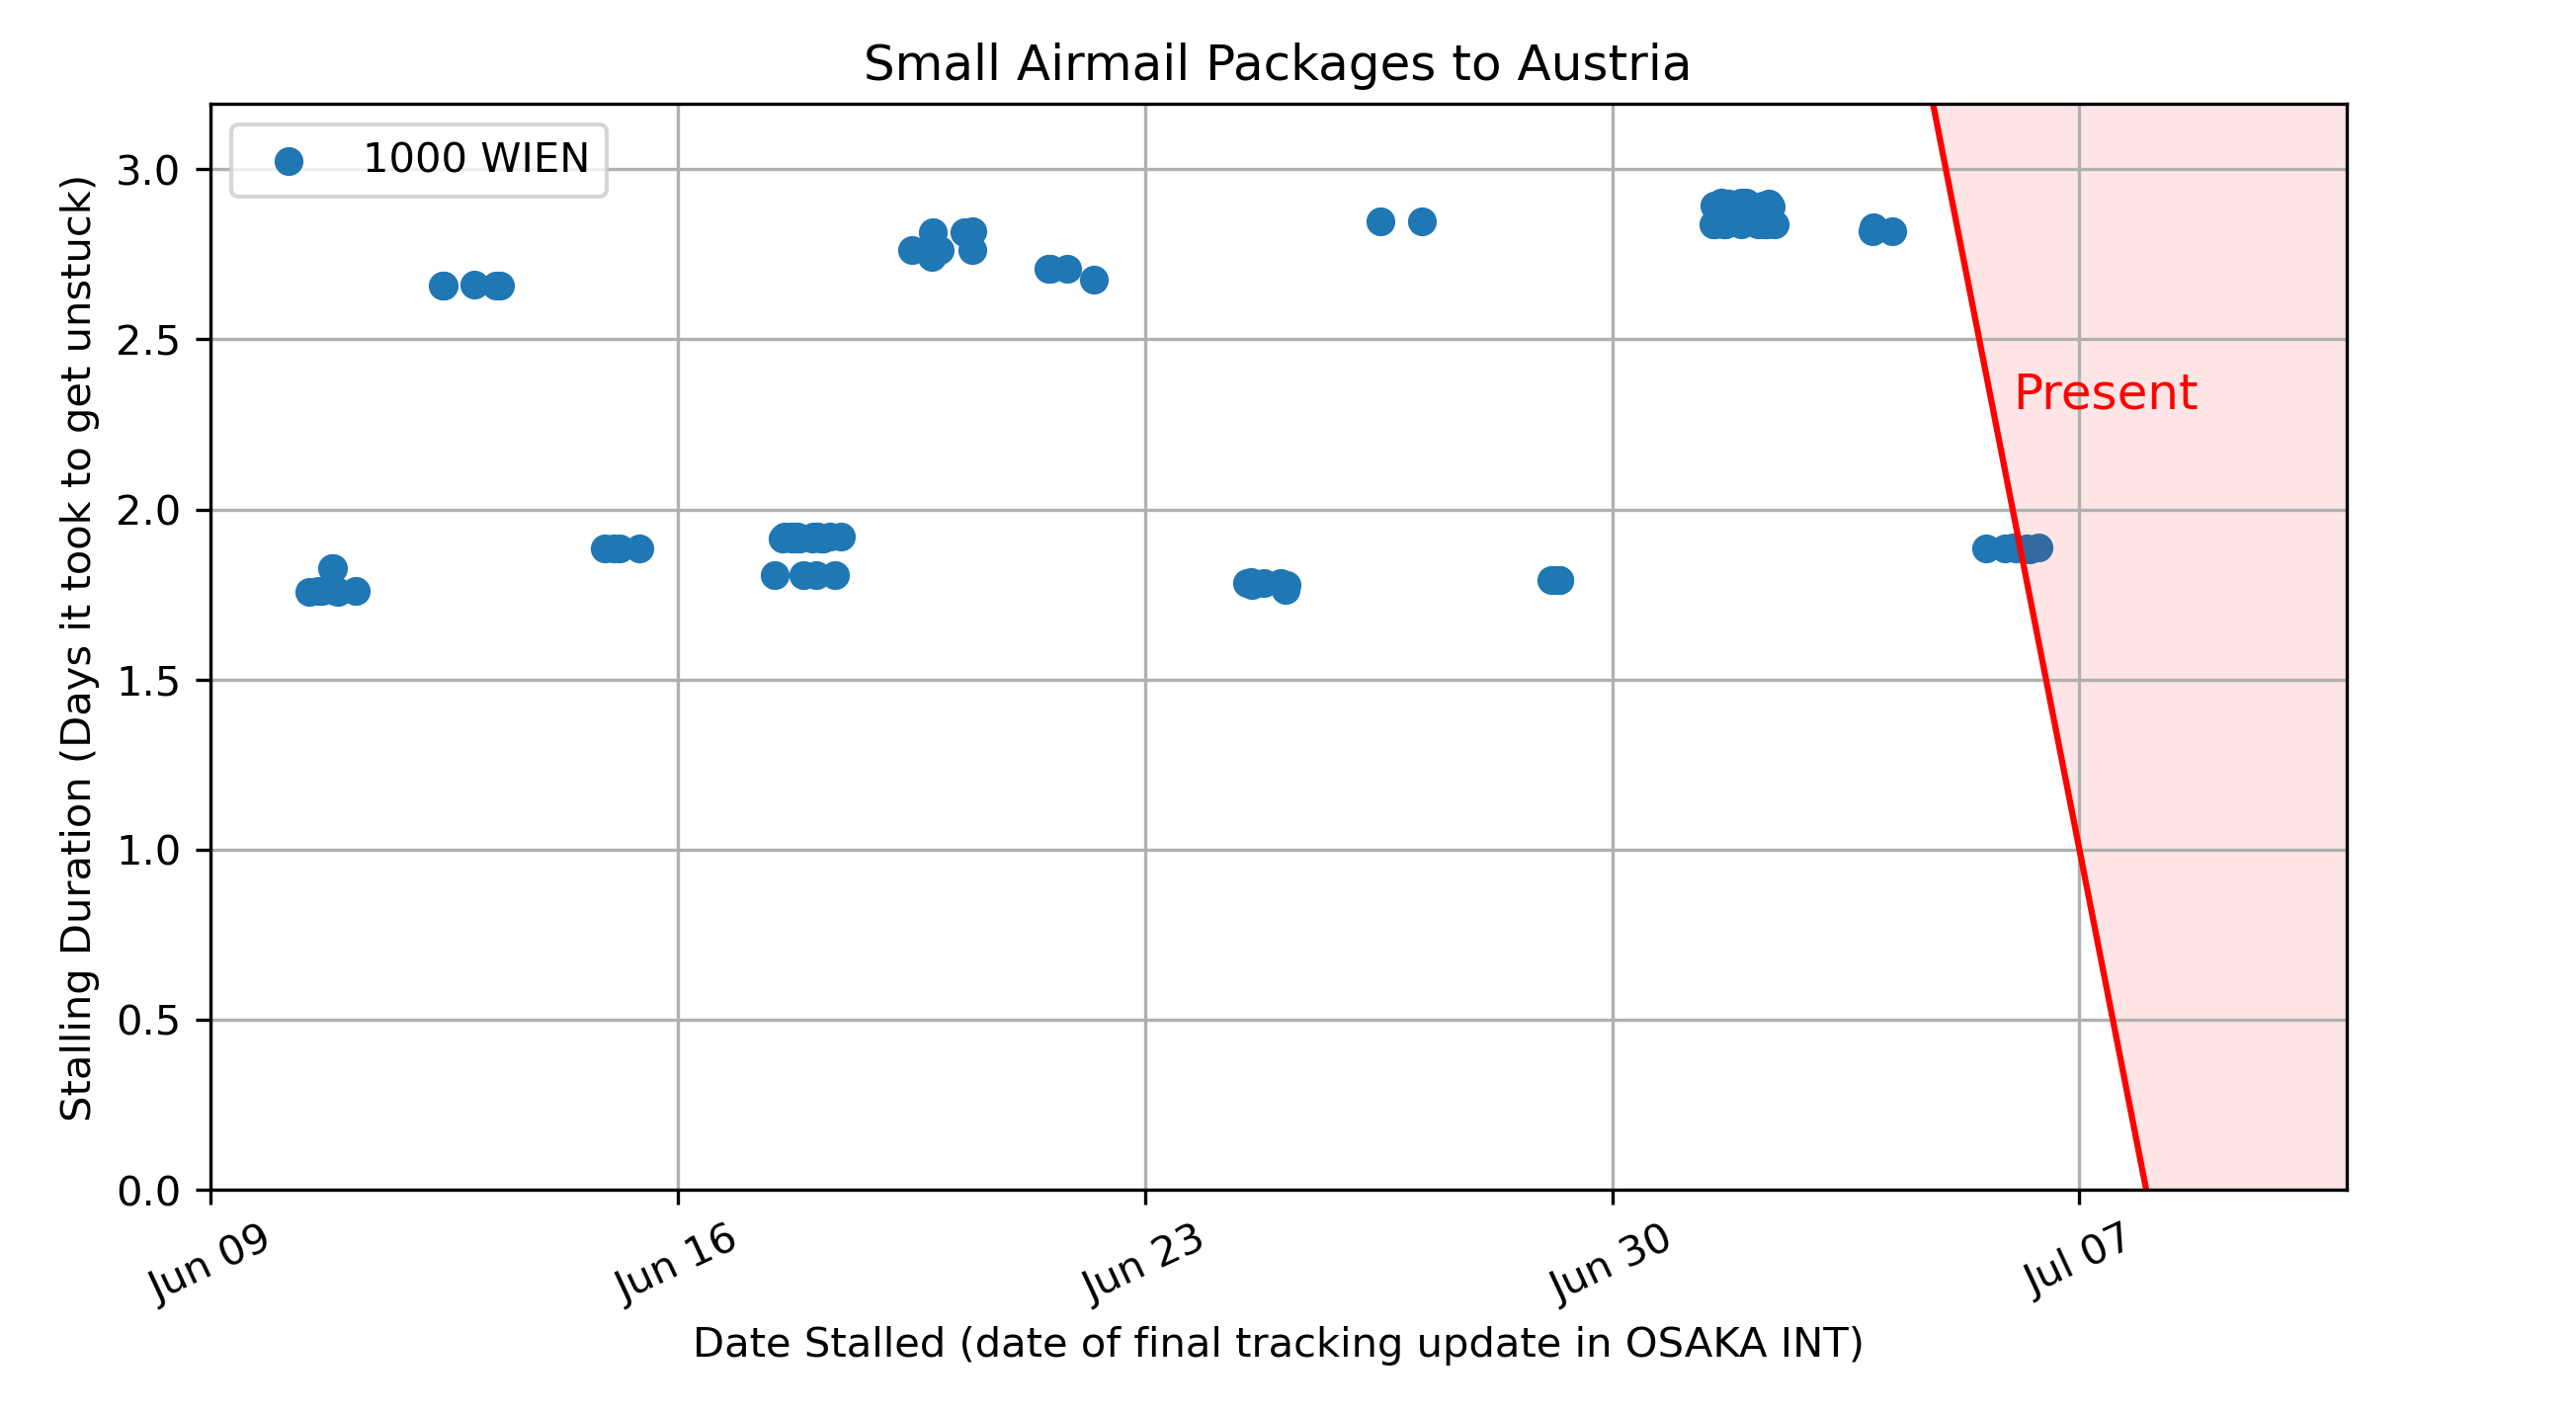 Small Airmail Packages to Austria
1000 WIEN
Stalling Duration (Days it took to get unstuck)
3.0
2.5
2.0
1.5
1.0
0.5
0.0
Present
Jun 09
Jun 16
Jun 23
Jun 30
Jul 07
Date Stalled (date of final tracking update in OSAKA INT)